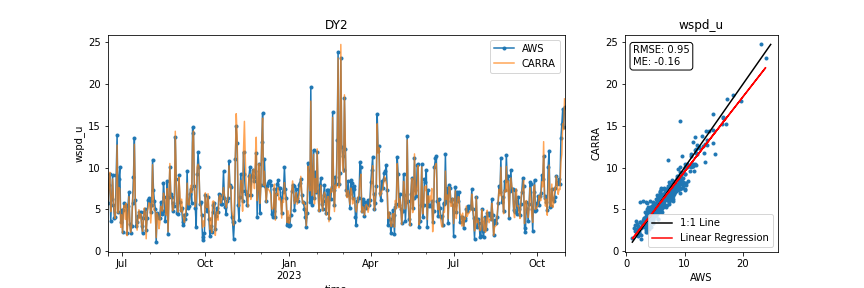 DY2
wspd_u
25
20
15
10
5
0
AWS
CARRA
Jul
Oct
Jan
2023
Apr
Jul
Oct
time
wspd_u
CARRA
25
20
15
10
5
0
RMSE: 0.95
ME: -0.16
1:1 Line
Linear Regression
0
10
20
AWS